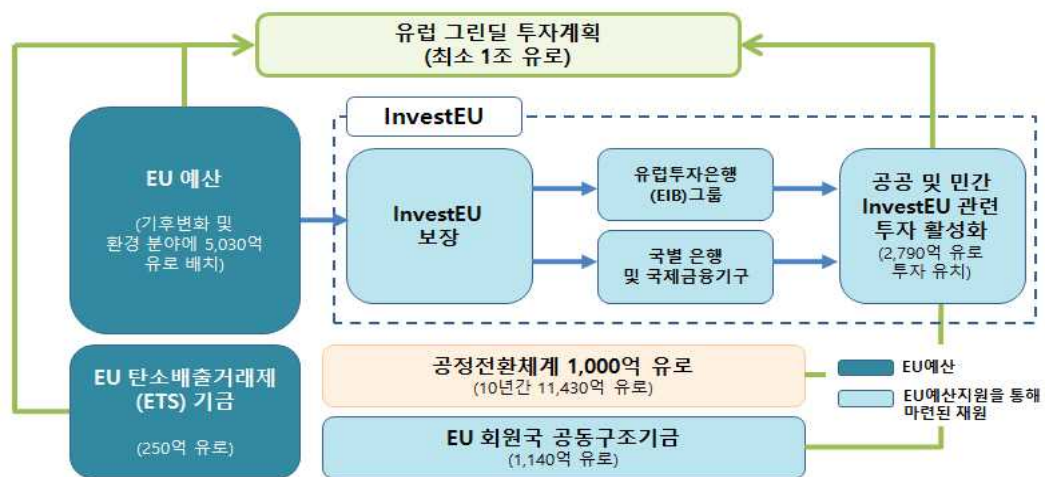 유럽 그린딜 투자계획
(최소 1조 유로)
InvestEU
EU 예산
(기후변화 및
환경 분야에 5,030억
유로 배치)
InvestEU
보장
유럽투자은행
(EIB)그룹
국별 은행
및 국제금융기구
공공 및 민간
InvestEU 관련
투자 활성화
(2,790억 유로
투자 유치)
EU 탄소배출거래제
(ETS) 기금
(250억 유로)
공정전환체계 1,000억 유로
(10년간 11,430억 유로)
EU 회원국 공동구조기금
(1,140억 유로)
EU예산
EU예산지원을 통해
마련된 재원